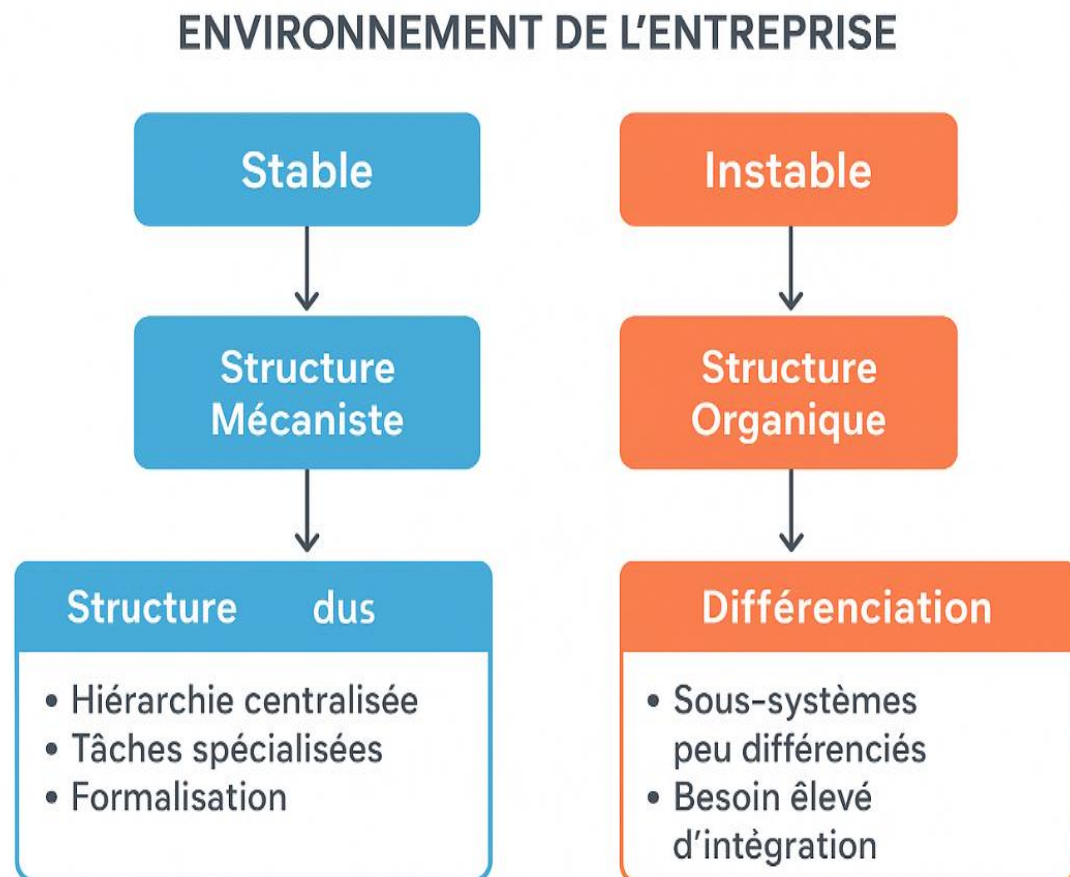 ENVIRONNEMENT DE L'ENTREPRISE
Stable
Structure
Mécaniste
Structure dus
• Hiérarchie centralisée
• Tâches spécialisées
• Formalisation
Instable
Structure
Organique
Différenciation
• Sous-systèmes
peu différenciés
• Besoin êlevé
d'intėgration